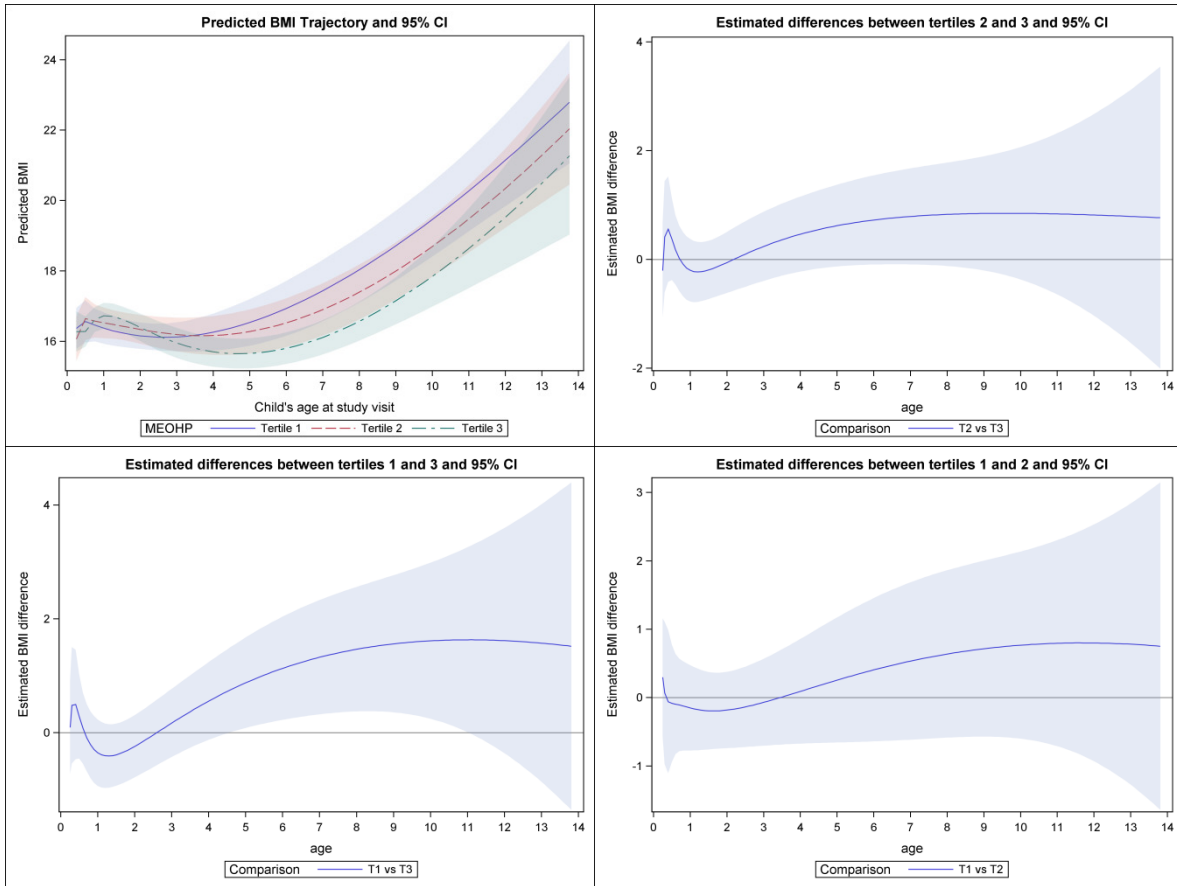 Predicted BMI Trajectory and 95% CI
24
22
20
18
16
Predicted BMI
0 1 2 3 4 5 6 7 8 9 10 11 12 13 14
Child's age at study visit
MEOHP Tertile 1 Tertile 2 Tertile 3
Estimated differences between tertiles 2 and 3 and 95% CI
4
2
0
-2
Estimated BMI difference
0 1 2 3 4 5 6 7 8 9 10 11 12 13 14
age
Comparison T2 vs T3
Estimated differences between tertiles 1 and 3 and 95% CI
4
2
0
Estimated BMI difference
0 1 2 3 4 5 6 7 8 9 10 11 12 13 14
age
Comparison T1 vs T3
Estimated differences between tertiles 1 and 2 and 95% CI
3
2
1
0
-1
Estimated BMI difference
0 1 2 3 4 5 6 7 8 9 10 11 12 13 14
age
Comparison T1 vs T2